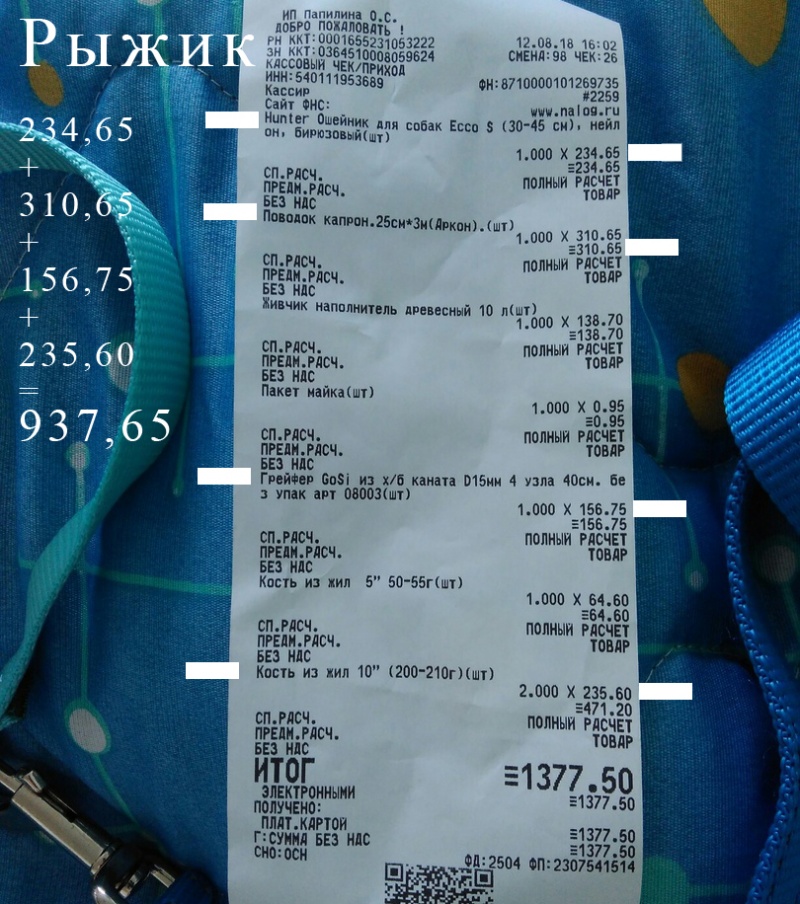 Рыжик
234,65
+
310,65
+
156,75
+
235,60
=
937,65
ИП Папилина О.С.
ДОБРО ПОЖАЛОВАТЬ !
РН ККТ:0001655231053222 12.08.18 16:02
ЗН ККТ:0364510008059624 СМЕНА:98 ЧЕК:26
КАССОВЫЙ ЧЕК/ПРИХОД
ИНН:540111953689 ФН:8710000101269735
Кассир #2259
Сайт ФНС: www.nalog.ru
Hunter Ошейник для собак Ecco S (30-45 см), нейл
он, бирюзовый(шт)
1.000 X 234.65
≡234.65
СП.РАСЧ. ПОЛНЫЙ РАСЧЕТ
ПРЕДМ.РАСЧ. ТОВАР
БЕЗ НДС
Поводок капрон.25см*3м(Аркон).(шт)
1.000 X 310.65
≡310.65
СП.РАСЧ. ПОЛНЫЙ РАСЧЕТ
ПРЕДМ.РАСЧ. ТОВАР
БЕЗ НДС
Живчик наполнитель древесный 10 л(шт)
1.000 X 138.70
≡138.70
СП.РАСЧ. ПОЛНЫЙ РАСЧЕТ
ПРЕДМ.РАСЧ. ТОВАР
БЕЗ НДС
Пакет майка(шт)
1.000 X 0.95
≡0.95
СП.РАСЧ. ПОЛНЫЙ РАСЧЕТ
ПРЕДМ.РАСЧ. ТОВАР
БЕЗ НДС
Грейфер GoSi из х/б каната D15мм 4 узла 40см. бе
з упак арт 08003(шт)
1.000 X 156.75
≡156.75
СП.РАСЧ. ПОЛНЫЙ РАСЧЕТ
ПРЕДМ.РАСЧ. ТОВАР
БЕЗ НДС
Кость из жил 5” 50-55г(шт)
1.000 X 64.60
≡64.60
СП.РАСЧ. ПОЛНЫЙ РАСЧЕТ
ПРЕДМ.РАСЧ. ТОВАР
БЕЗ НДС
Кость из жил 10” (200-210г)(шт)
2.000 X 235.60
≡471.20
СП.РАСЧ. ПОЛНЫЙ РАСЧЕТ
ПРЕДМ.РАСЧ. ТОВАР
БЕЗ НДС
ИТОГ ≡1377.50
ЭЛЕКТРОННЫМИ ≡1377.50
ПОЛУЧЕНО:
ПЛАТ.КАРТОЙ ≡1377.50
Г:СУММА БЕЗ НДС ≡1377.50
СНО:ОСН ФД:2504 ФП:2307541514